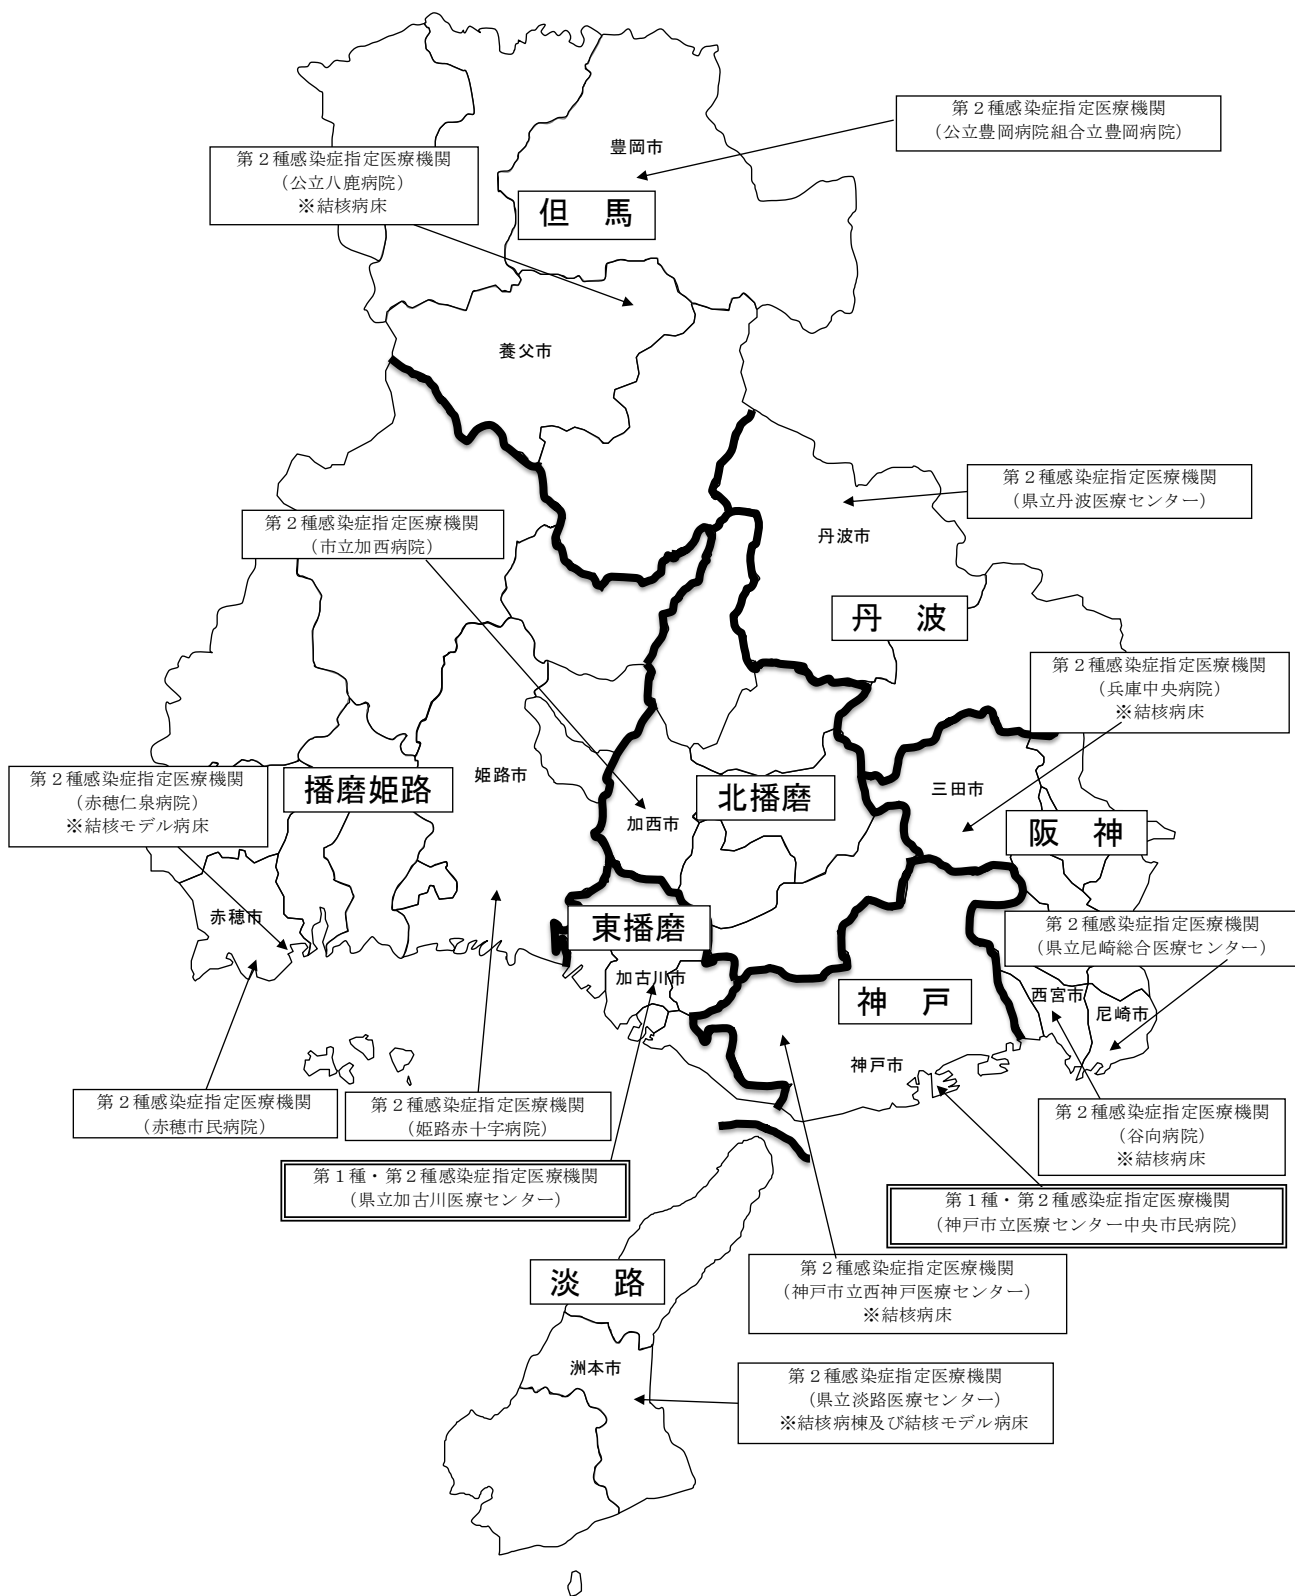 第２種感染症指定医療機関
（公立豊岡病院組合立豊岡病院）
豊岡市
第２種感染症指定医療機関
（公立八鹿病院）
※結核病床
但　馬
養父市
第２種感染症指定医療機関
（県立丹波医療センター）
第２種感染症指定医療機関
（市立加西病院）
丹波市
丹　波
第２種感染症指定医療機関
（兵庫中央病院）
※結核病床
第２種感染症指定医療機関
（赤穂仁泉病院）
※結核モデル病床
播磨姫路
姫路市
北播磨
三田市
加西市
阪　神
赤穂市
東播磨
第２種感染症指定医療機関
（県立尼崎総合医療センター）
加古川市
神　戸
西宮市
尼崎市
神戸市
第２種感染症指定医療機関
（赤穂市民病院）
第２種感染症指定医療機関
（姫路赤十字病院）
第２種感染症指定医療機関
（谷向病院）
※結核病床
第１種・第２種感染症指定医療機関
（県立加古川医療センター）
第１種・第２種感染症指定医療機関
（神戸市立医療センター中央市民病院）
淡　路
第２種感染症指定医療機関
（神戸市立西神戸医療センター）
※結核病床
洲本市
第２種感染症指定医療機関
（県立淡路医療センター）
※結核病棟及び結核モデル病床